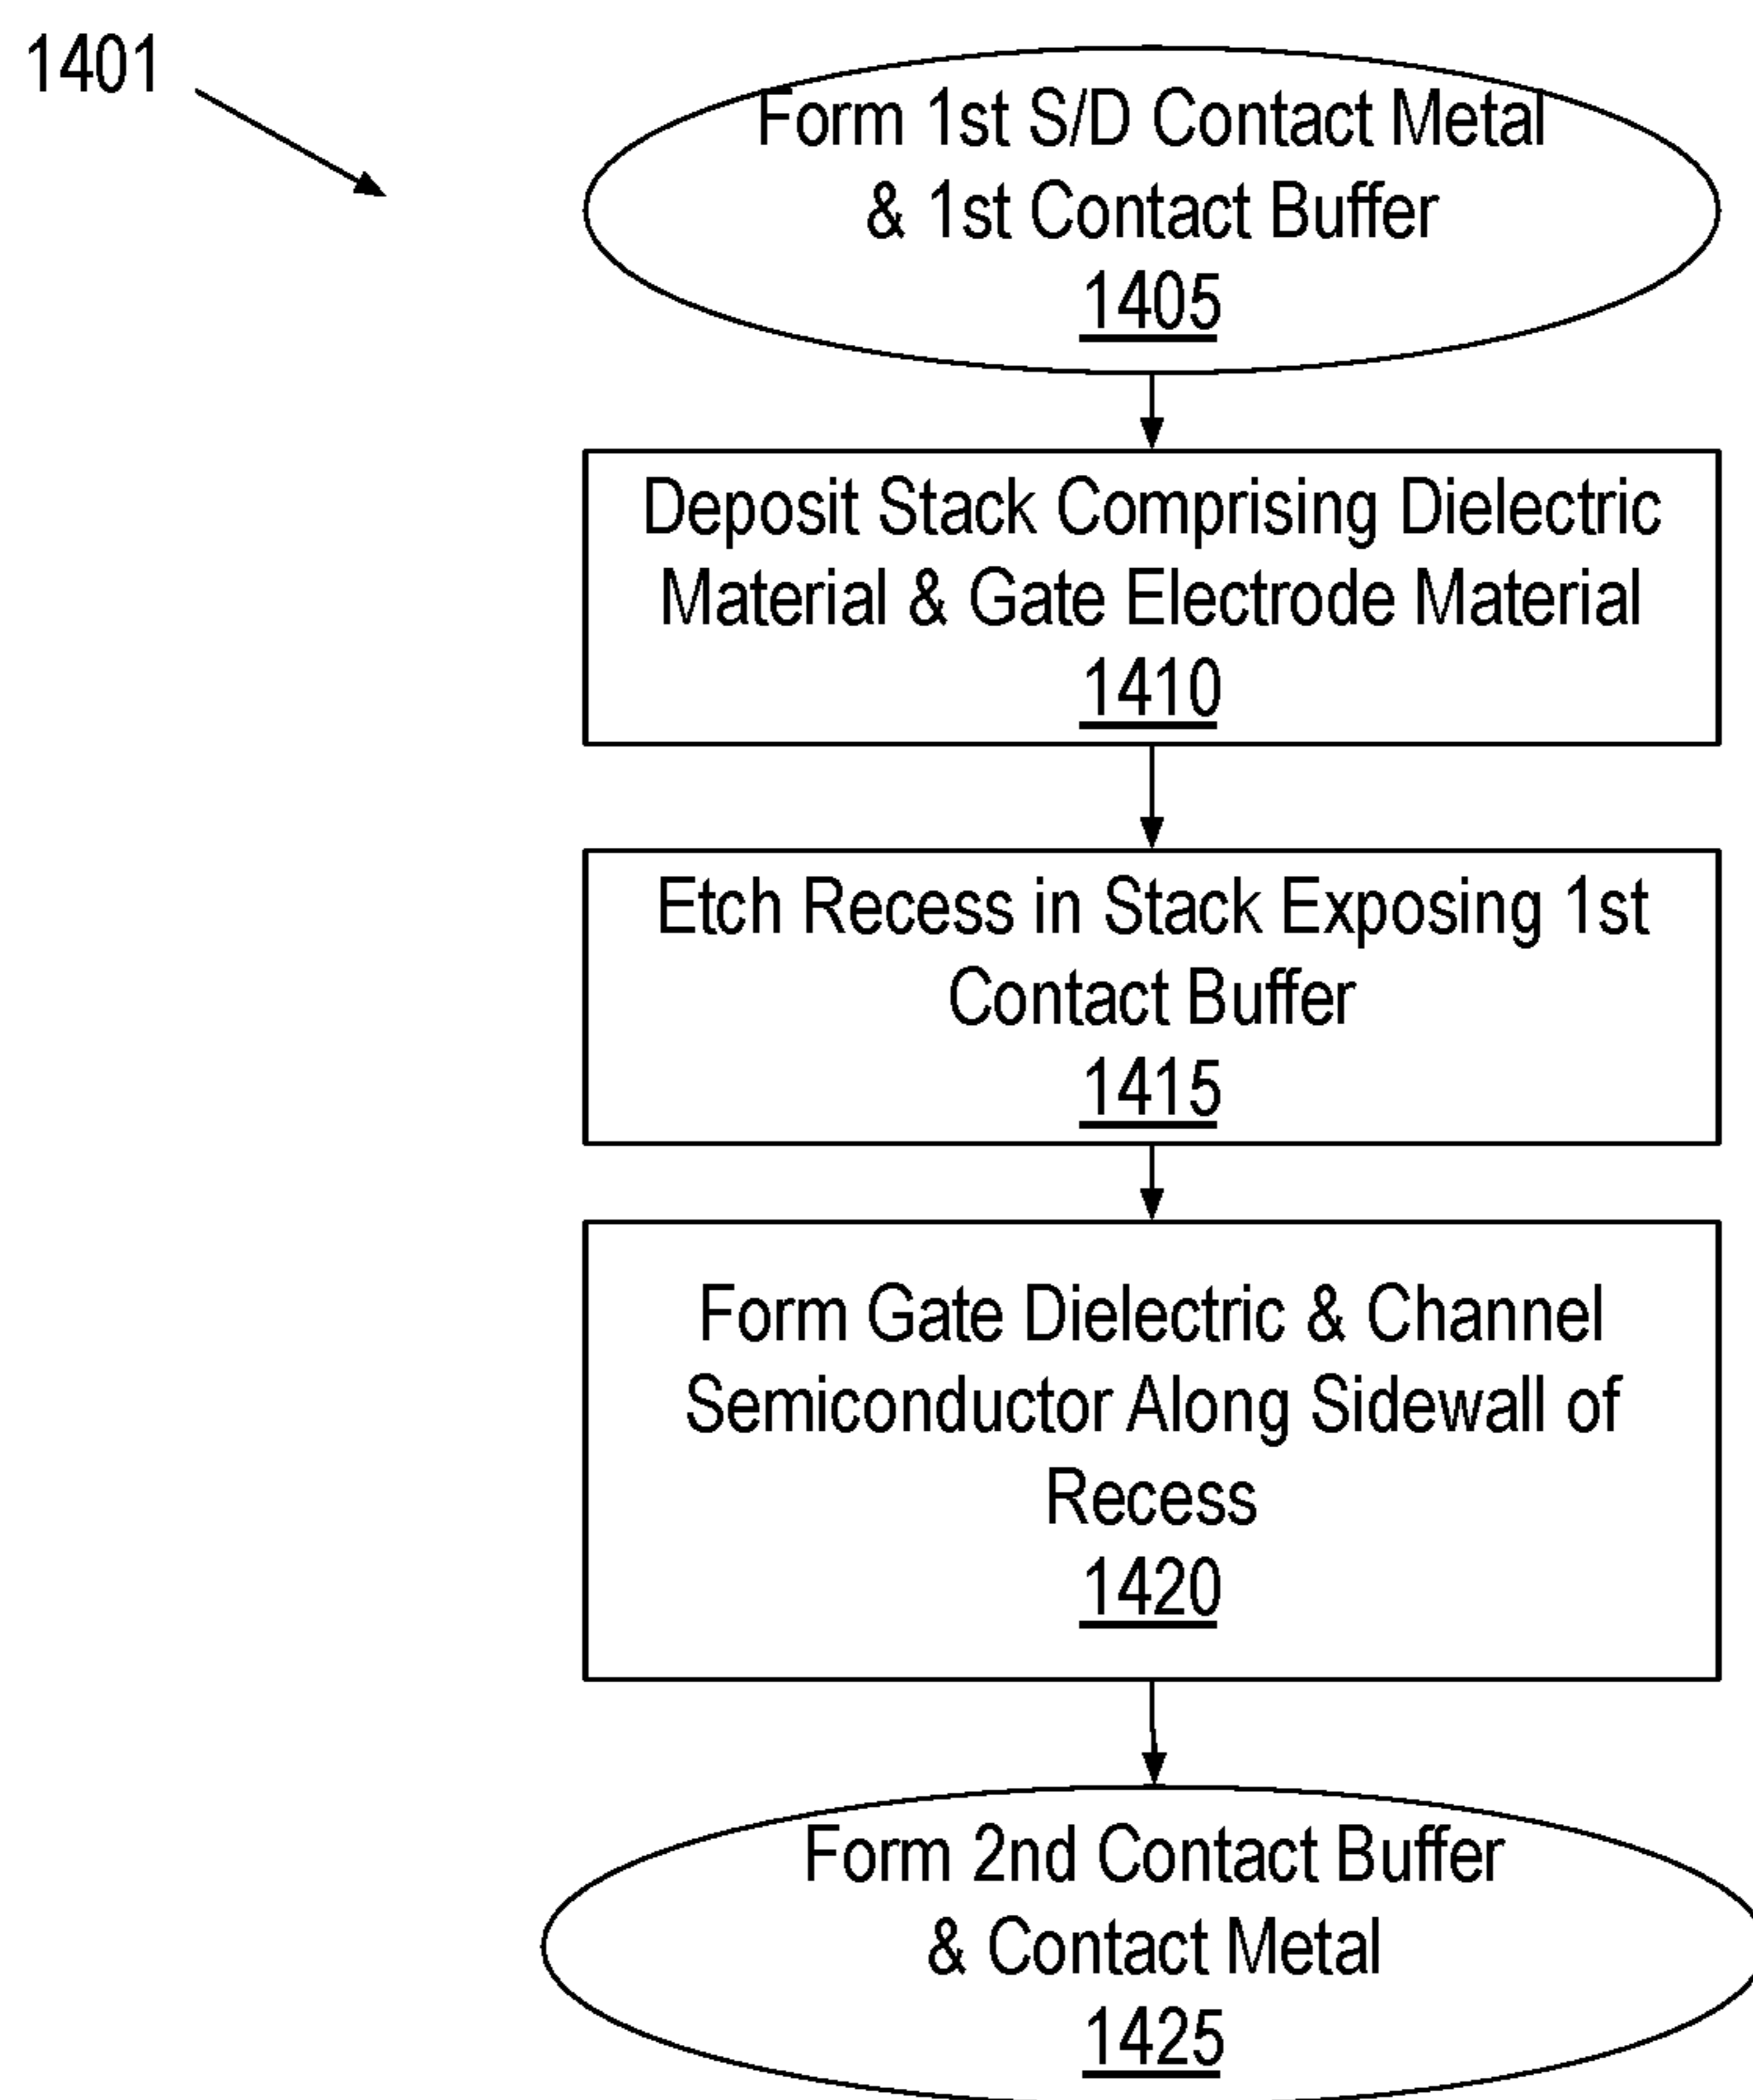 1401
Form 1st S/D Contact Metal
& 1st Contact Buffer
1405
Deposit Stack Comprising Dielectric
Material & Gate Electrode Material
1410
Etch Recess in Stack Exposing 1st
Contact Buffer
1415
Form Gate Dielectric & Channel
Semiconductor Along Sidewall of
Recess
1420
Form 2nd Contact Buffer
& Contact Metal
1425